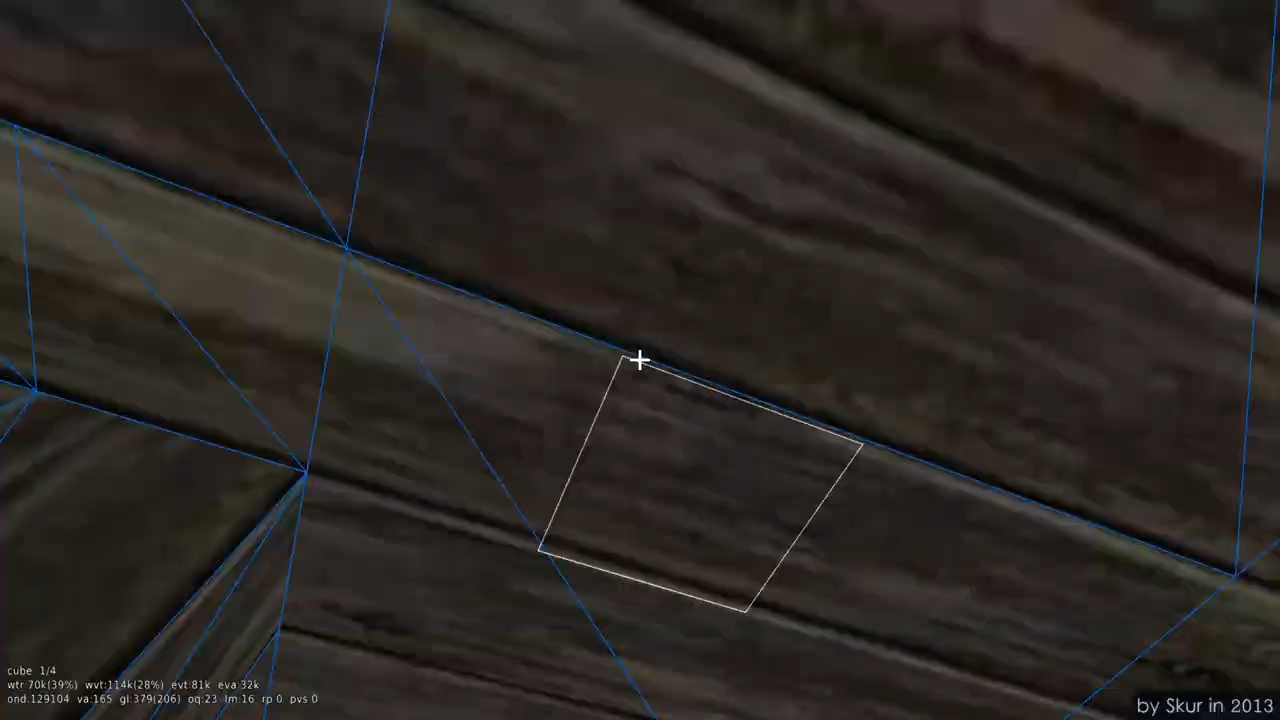 cube 1/4
wtr:70k(39%) wvt:114k(28%) evt:81k eva:32k
ond:129104 va:165 gl:379(206) oq:23 lm:16 rp:0 pvs:0
by Skur in 2013